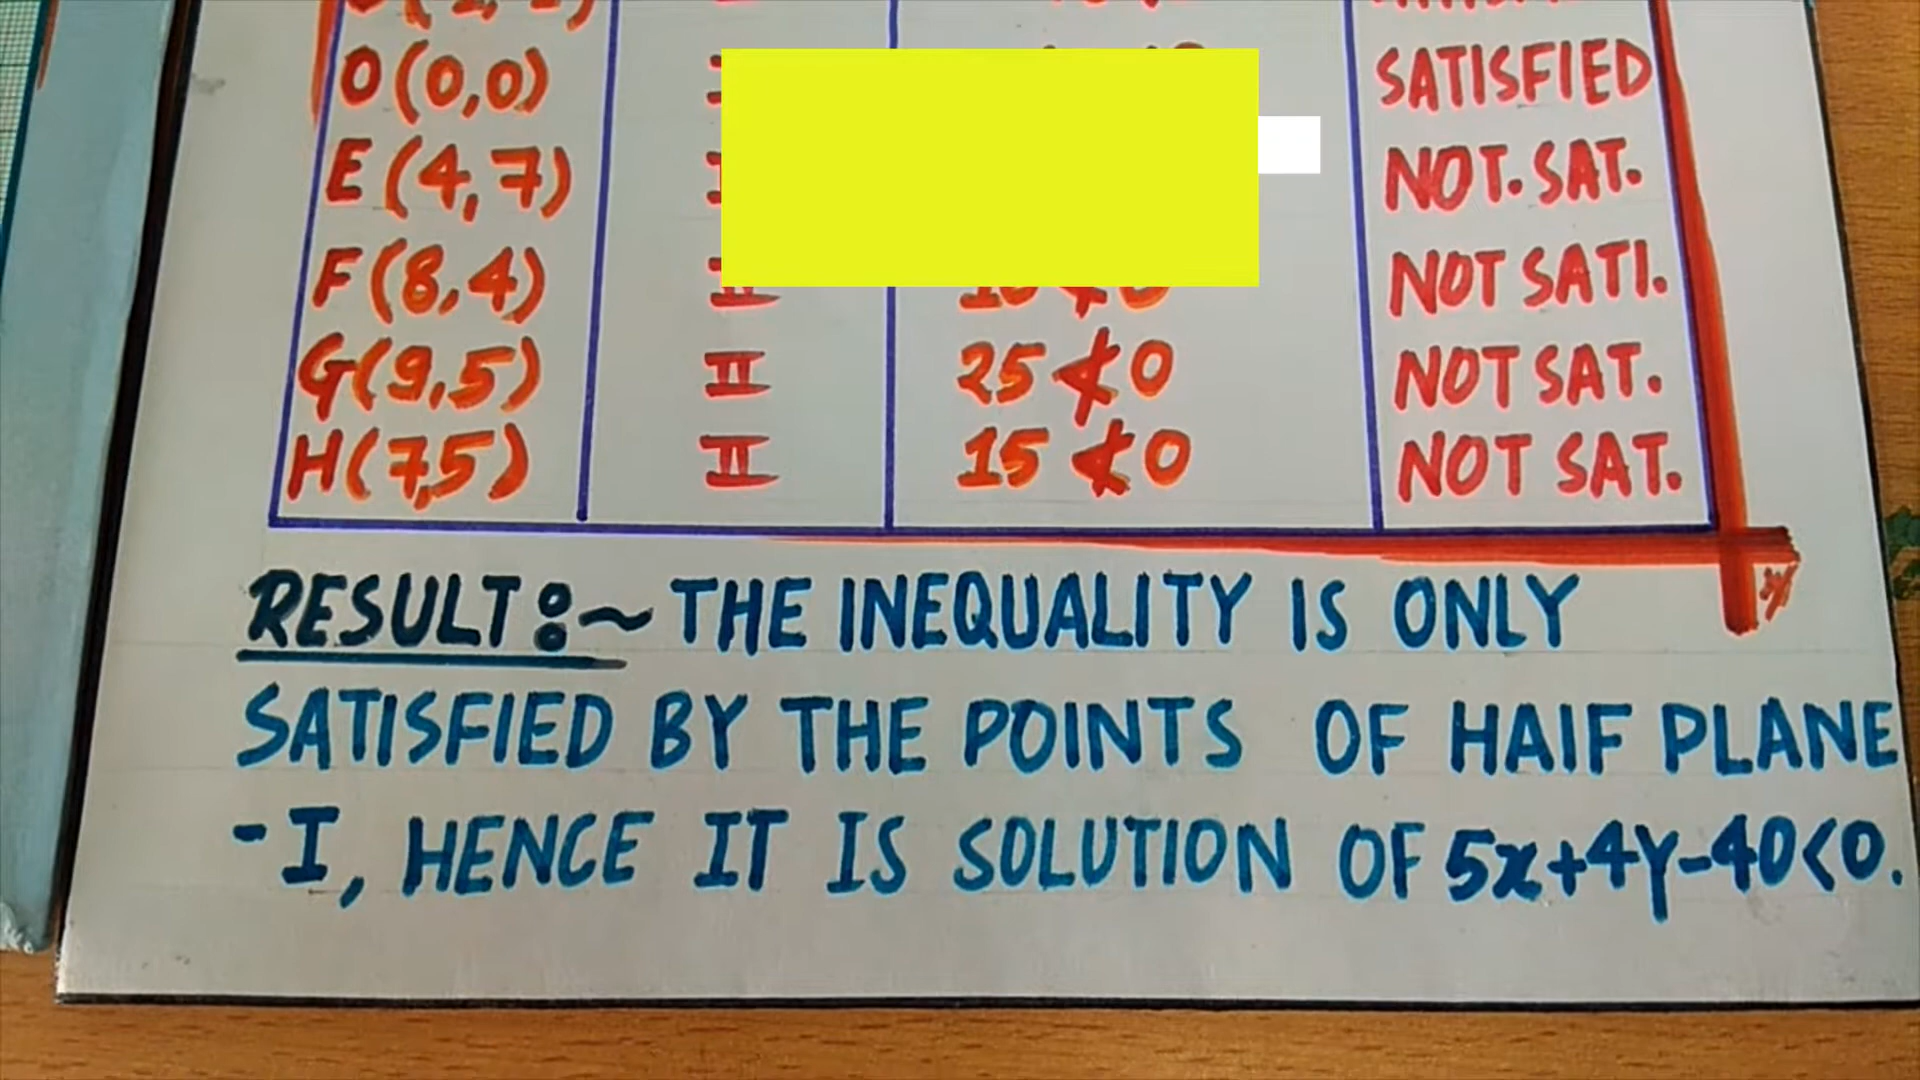 O(0,0) SATISFIED
E(4,7) NOT. SAT.
F(8,4) II NOT SATI.
G(9,5) II 25 ≮ 0 NOT SAT.
H(7,5) II 15 ≮ 0 NOT SAT.
RESULT:~ THE INEQUALITY IS ONLY
SATISFIED BY THE POINTS OF HAIF PLANE
-I, HENCE IT IS SOLUTION OF 5x+4y-40<0.